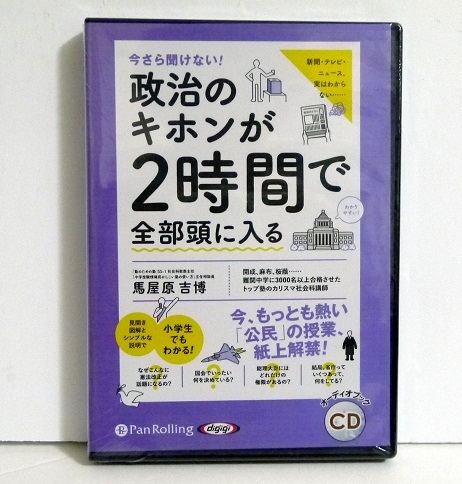 今さら聞けない!
政治の
キホンが
2時間で
全部頭に入る
新聞・テレビ・
ニュース、
実はわから
ない……
わかり
やすい!
馬屋原 吉博
開成、麻布、桜蔭……
難関中学に3000名以上合格させた
トップ塾のカリスマ社会科講師
見開き
図解と
シンプルな
説明で
小学生
でも
わかる!
今、もっとも熱い
「公民」の授業、
紙上解禁!
なぜこんなに
憲法改正が
話題になるの?
国会でいったい
何を決めている?
総理大臣には
どれだけの
権限があるの?
結局、省庁って
いくつあって、
何をしてる?
オーディオブック
CD
PanRolling
digigi